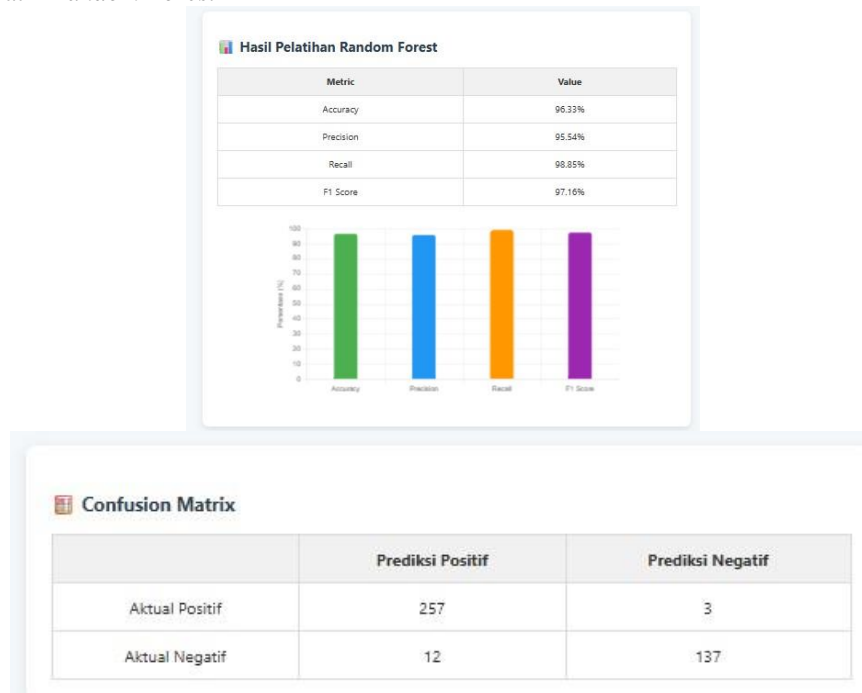 Hasil Pelatihan Random Forest
Metric Value
Accuracy 96.33%
Precision 95.54%
Recall 98.85%
F1 Score 97.16%
100
90
80
70
60
50
40
30
20
10
0
Persentase (%)
Accuracy Precision Recall F1 Score
Confusion Matrix
Prediksi Positif Prediksi Negatif
Aktual Positif 257 3
Aktual Negatif 12 137